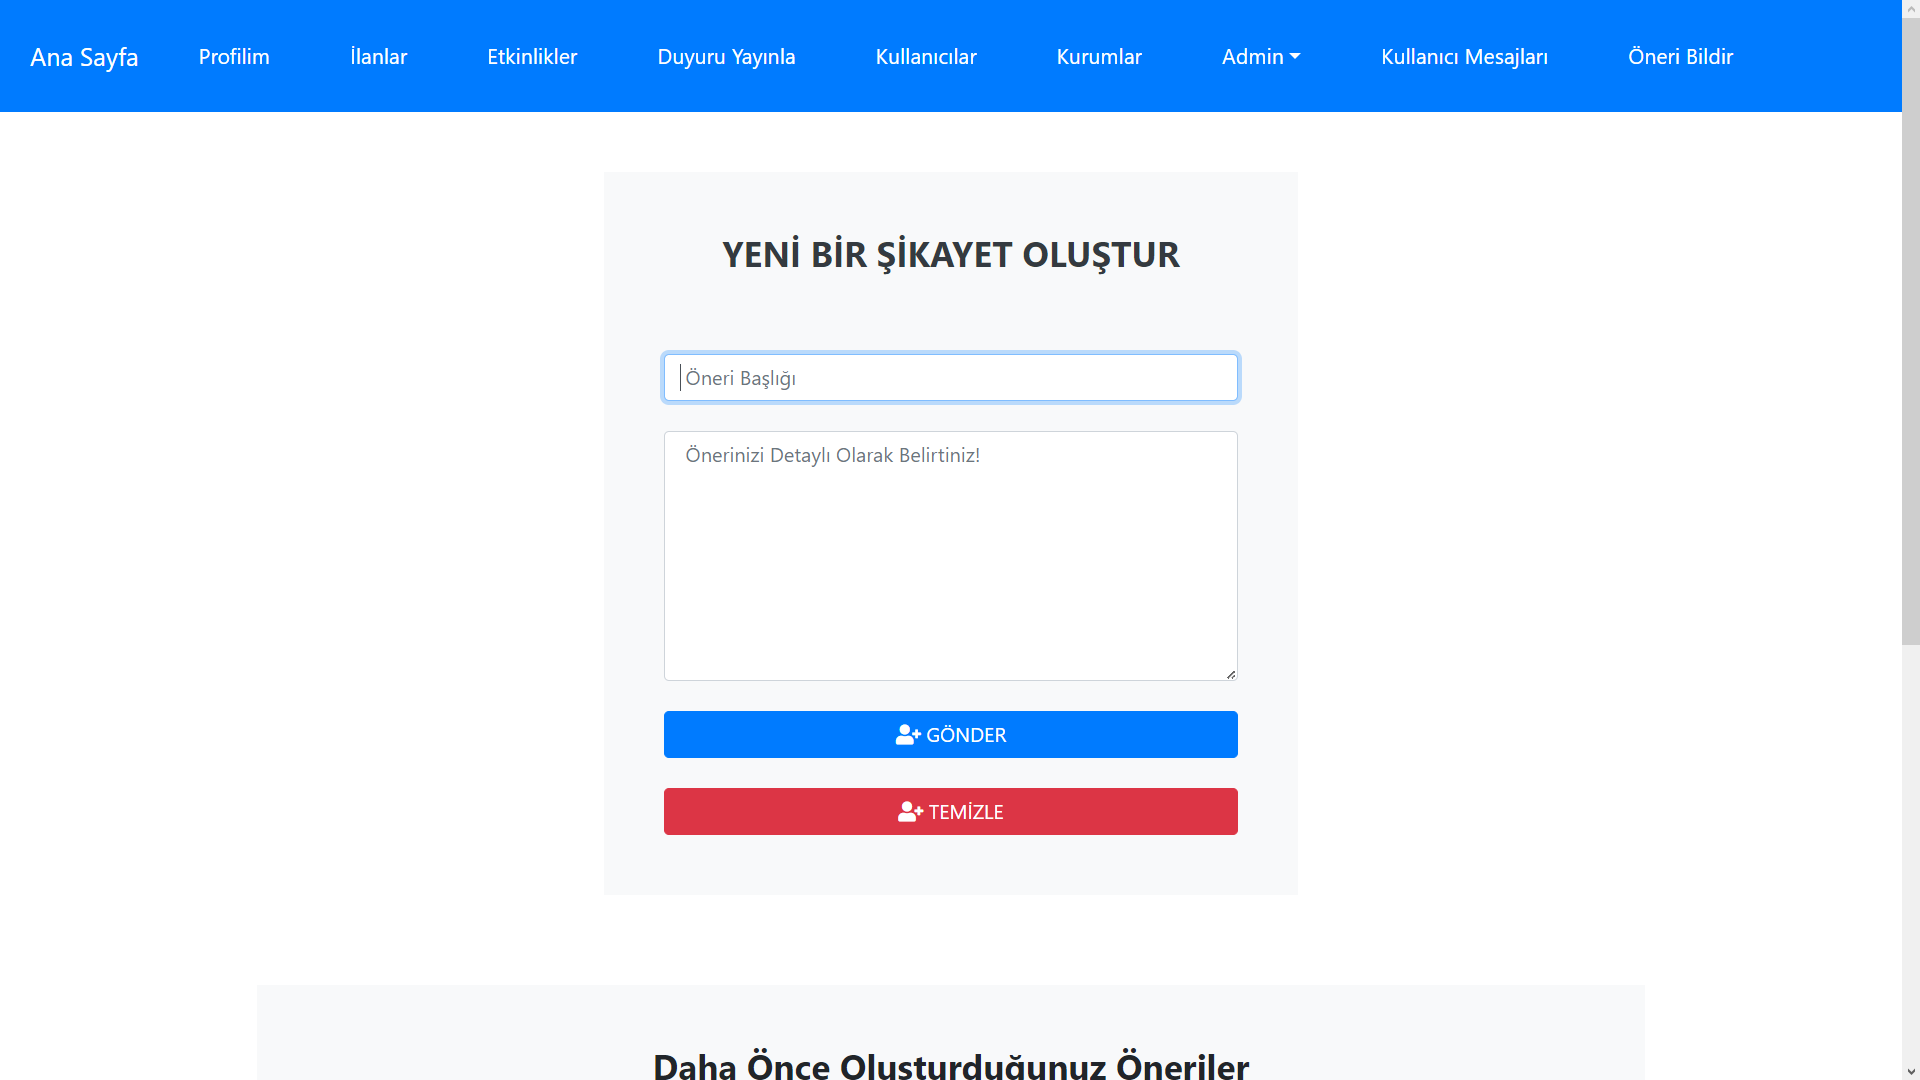 Ana Sayfa Profilim İlanlar Etkinlikler Duyuru Yayınla Kullanıcılar Kurumlar Admin Kullanıcı Mesajları Öneri Bildir
YENİ BİR ŞİKAYET OLUŞTUR
Öneri Başlığı
Önerinizi Detaylı Olarak Belirtiniz!
GÖNDER
TEMİZLE
Daha Önce Oluşturduğunuz Öneriler